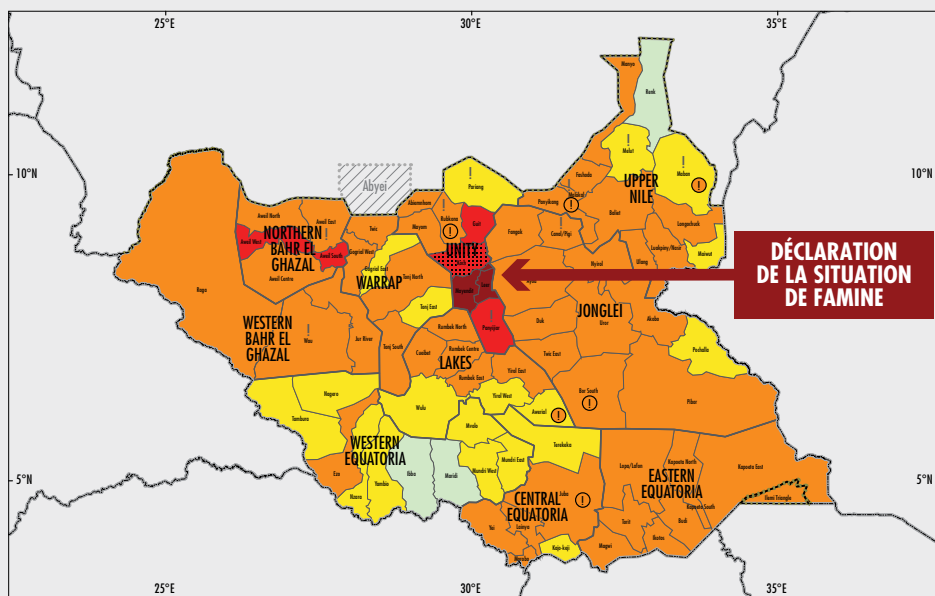 25°E
30°E
35°E
10°N
10°N
5°N
5°N
25°E
30°E
35°E
Manyo
Renk
Melut
Maban
Fashoda
UPPER
NILE
Abyei
Pariang
Panyikang
Malakal
Baliet
Longochuk
Abiemnhom
Rubkona
Guit
Mayom
Fangak
Canal/Pigi
Luakpiny/Nasir
Maiwut
Ulang
Nyirol
Aweil North
Aweil East
Aweil West
Aweil South
Aweil Centre
NORTHERN
BAHR EL
GHAZAL
Twic
Gogrial West
Gogrial East
WARRAP
Tonj North
Tonj East
Tonj South
UNITY
Koch
Mayendit
Leer
Panyijiar
DÉCLARATION
DE LA SITUATION
DE FAMINE
Raga
WESTERN
BAHR EL
GHAZAL
Wau
Jur River
JONGLEI
Uror
Akobo
Duk
Twic East
Pochalla
Pibor
Bor South
Rumbek North
Cueibet
Rumbek Centre
LAKES
Rumbek East
Yirol East
Yirol West
Awerial
Wulu
Nagero
Tambura
WESTERN
EQUATORIA
Ezo
Nzara
Yambio
Ibba
Maridi
Mvolo
Mundri West
Mundri East
Terekeka
CENTRAL
EQUATORIA
Juba
Yei
Lainya
Morobo
Kajo-keji
Lopa/Lafon
Kapoeta North
Kapoeta East
EASTERN
EQUATORIA
Kapoeta South
Ilemi Triangle
Torit
Budi
Ikotos
Magwi